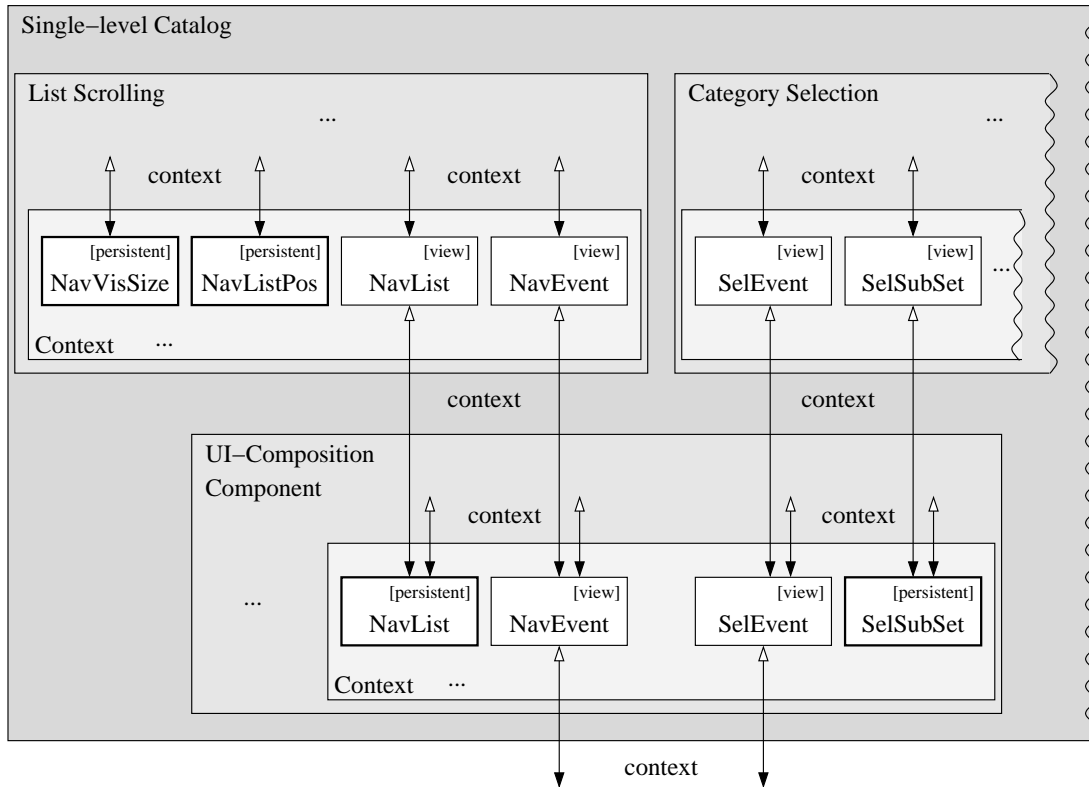 Single−level Catalog
List Scrolling
Category Selection
...
...
context
context
context
[persistent]
NavVisSize
[persistent]
NavListPos
[view]
NavList
[view]
NavEvent
[view]
SelEvent
[view]
SelSubSet
...
Context ...
context
context
UI−Composition
Component
context
context
...
[persistent]
NavList
[view]
NavEvent
[view]
SelEvent
[persistent]
SelSubSet
Context ...
context